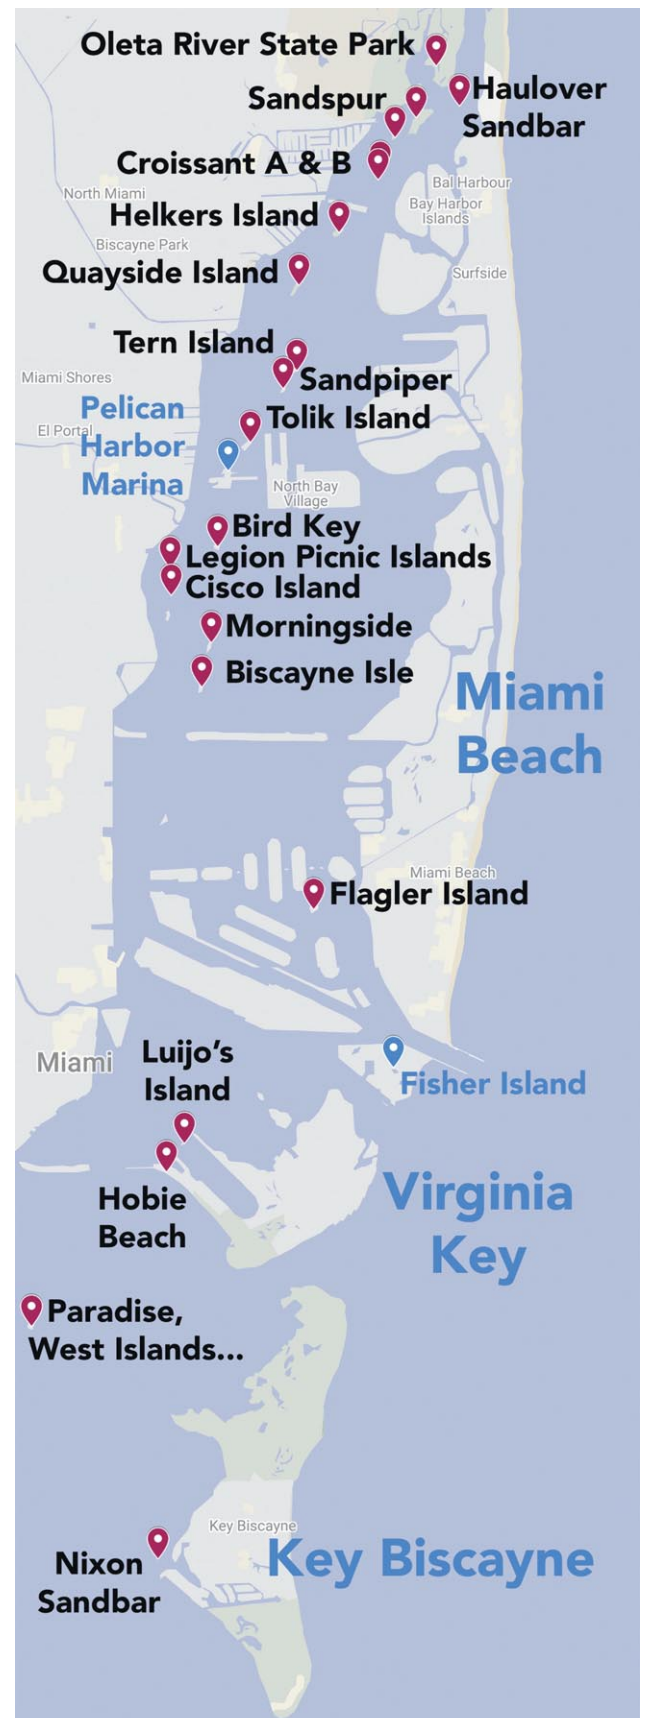 Oleta River State Park
Haulover
Sandbar
Sandspur
Croissant A & B
North Miami
Bal Harbour
Bay Harbor
Islands
Helkers Island
Biscayne Park
Quayside Island
Surfside
Tern Island
Miami Shores
Sandpiper
Pelican
Harbor
Marina
Tolik Island
El Portal
North Bay
Village
Bird Key
Legion Picnic Islands
Cisco Island
Morningside
Biscayne Isle
Miami
Beach
Miami Beach
Flagler Island
Miami
Luijo's
Island
Fisher Island
Hobie
Beach
Virginia
Key
Paradise,
West Islands...
Key Biscayne
Key Biscayne
Nixon
Sandbar